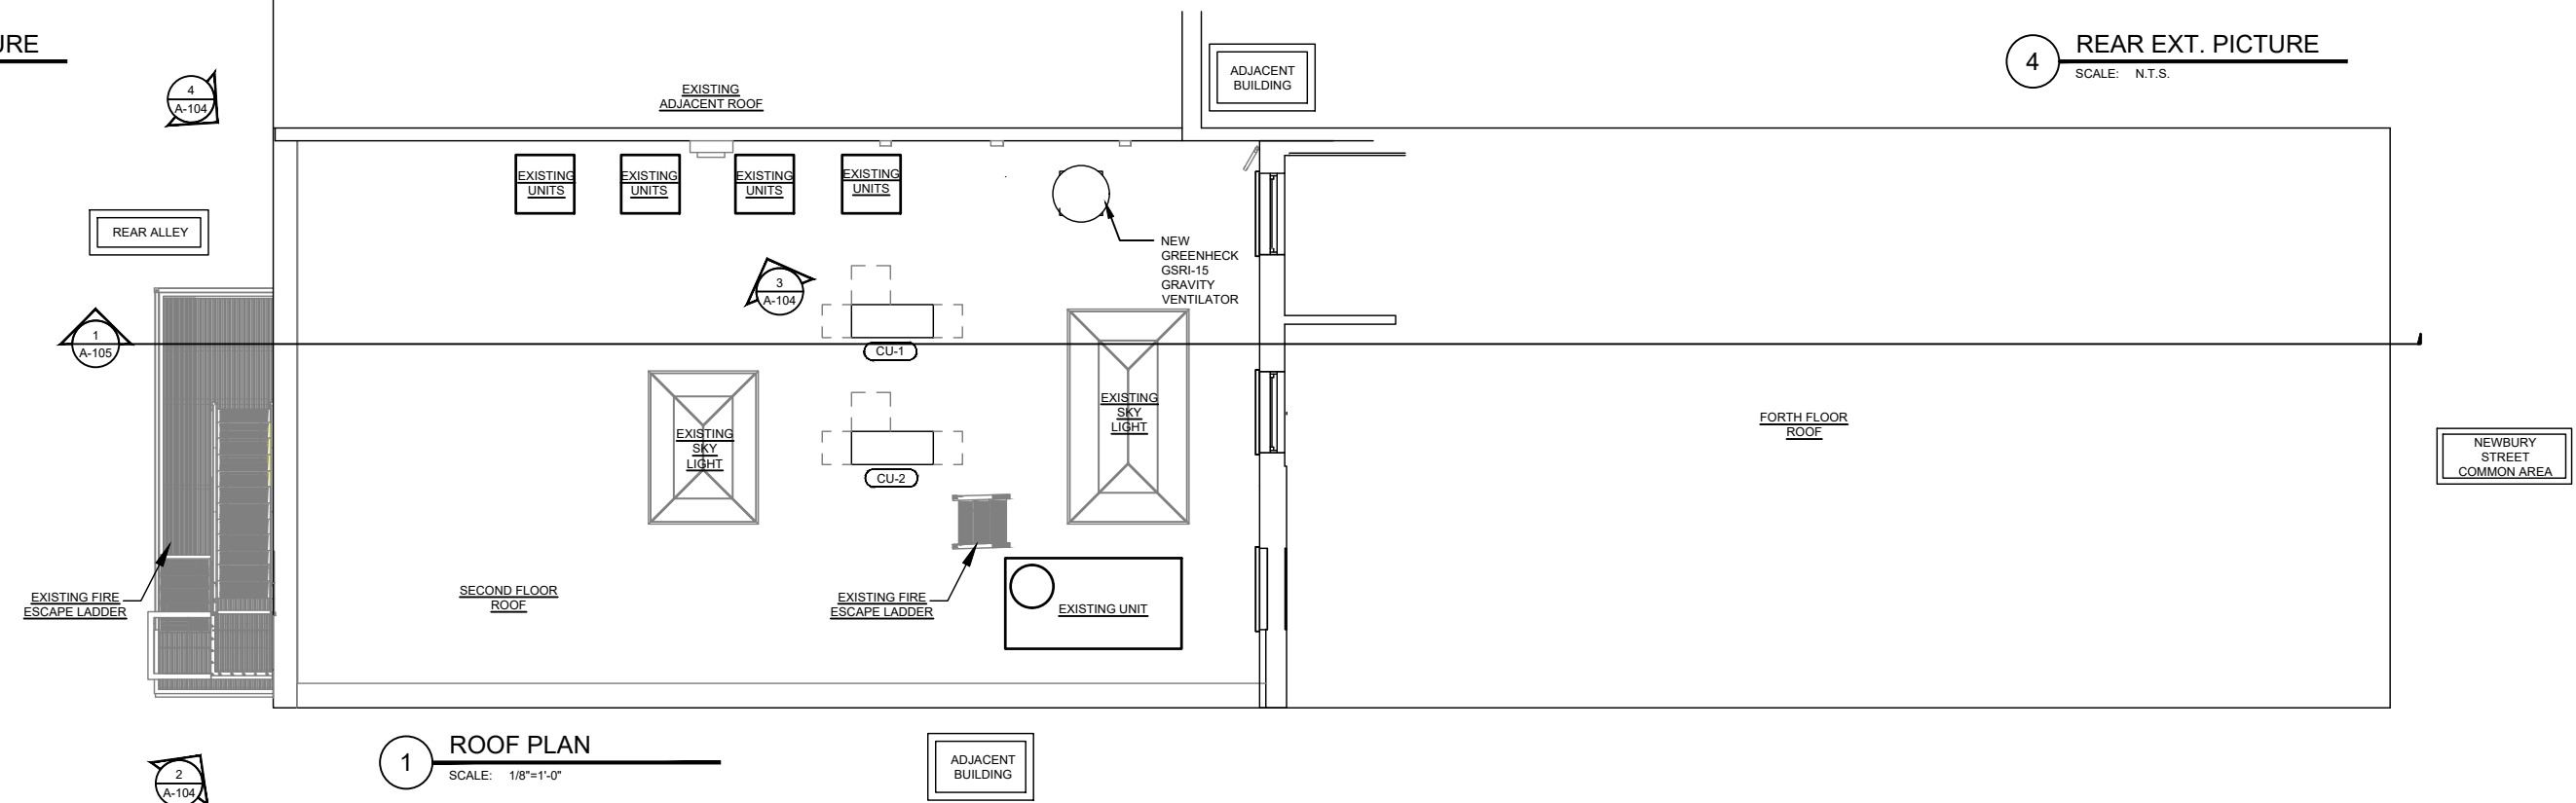 URE
4
REAR EXT. PICTURE
SCALE: N.T.S.
4
A-104
EXISTING
ADJACENT ROOF
ADJACENT
BUILDING
EXISTING
UNITS
EXISTING
UNITS
EXISTING
UNITS
EXISTING
UNITS
REAR ALLEY
NEW
GREENHECK
GSRI-15
GRAVITY
VENTILATOR
3
A-104
1
A-105
CU-1
EXISTING
SKY
LIGHT
EXISTING
SKY
LIGHT
FORTH FLOOR
ROOF
NEWBURY
STREET
COMMON AREA
CU-2
EXISTING FIRE
ESCAPE LADDER
SECOND FLOOR
ROOF
EXISTING FIRE
ESCAPE LADDER
EXISTING UNIT
1
ROOF PLAN
SCALE: 1/8"=1'-0"
ADJACENT
BUILDING
2
A-104